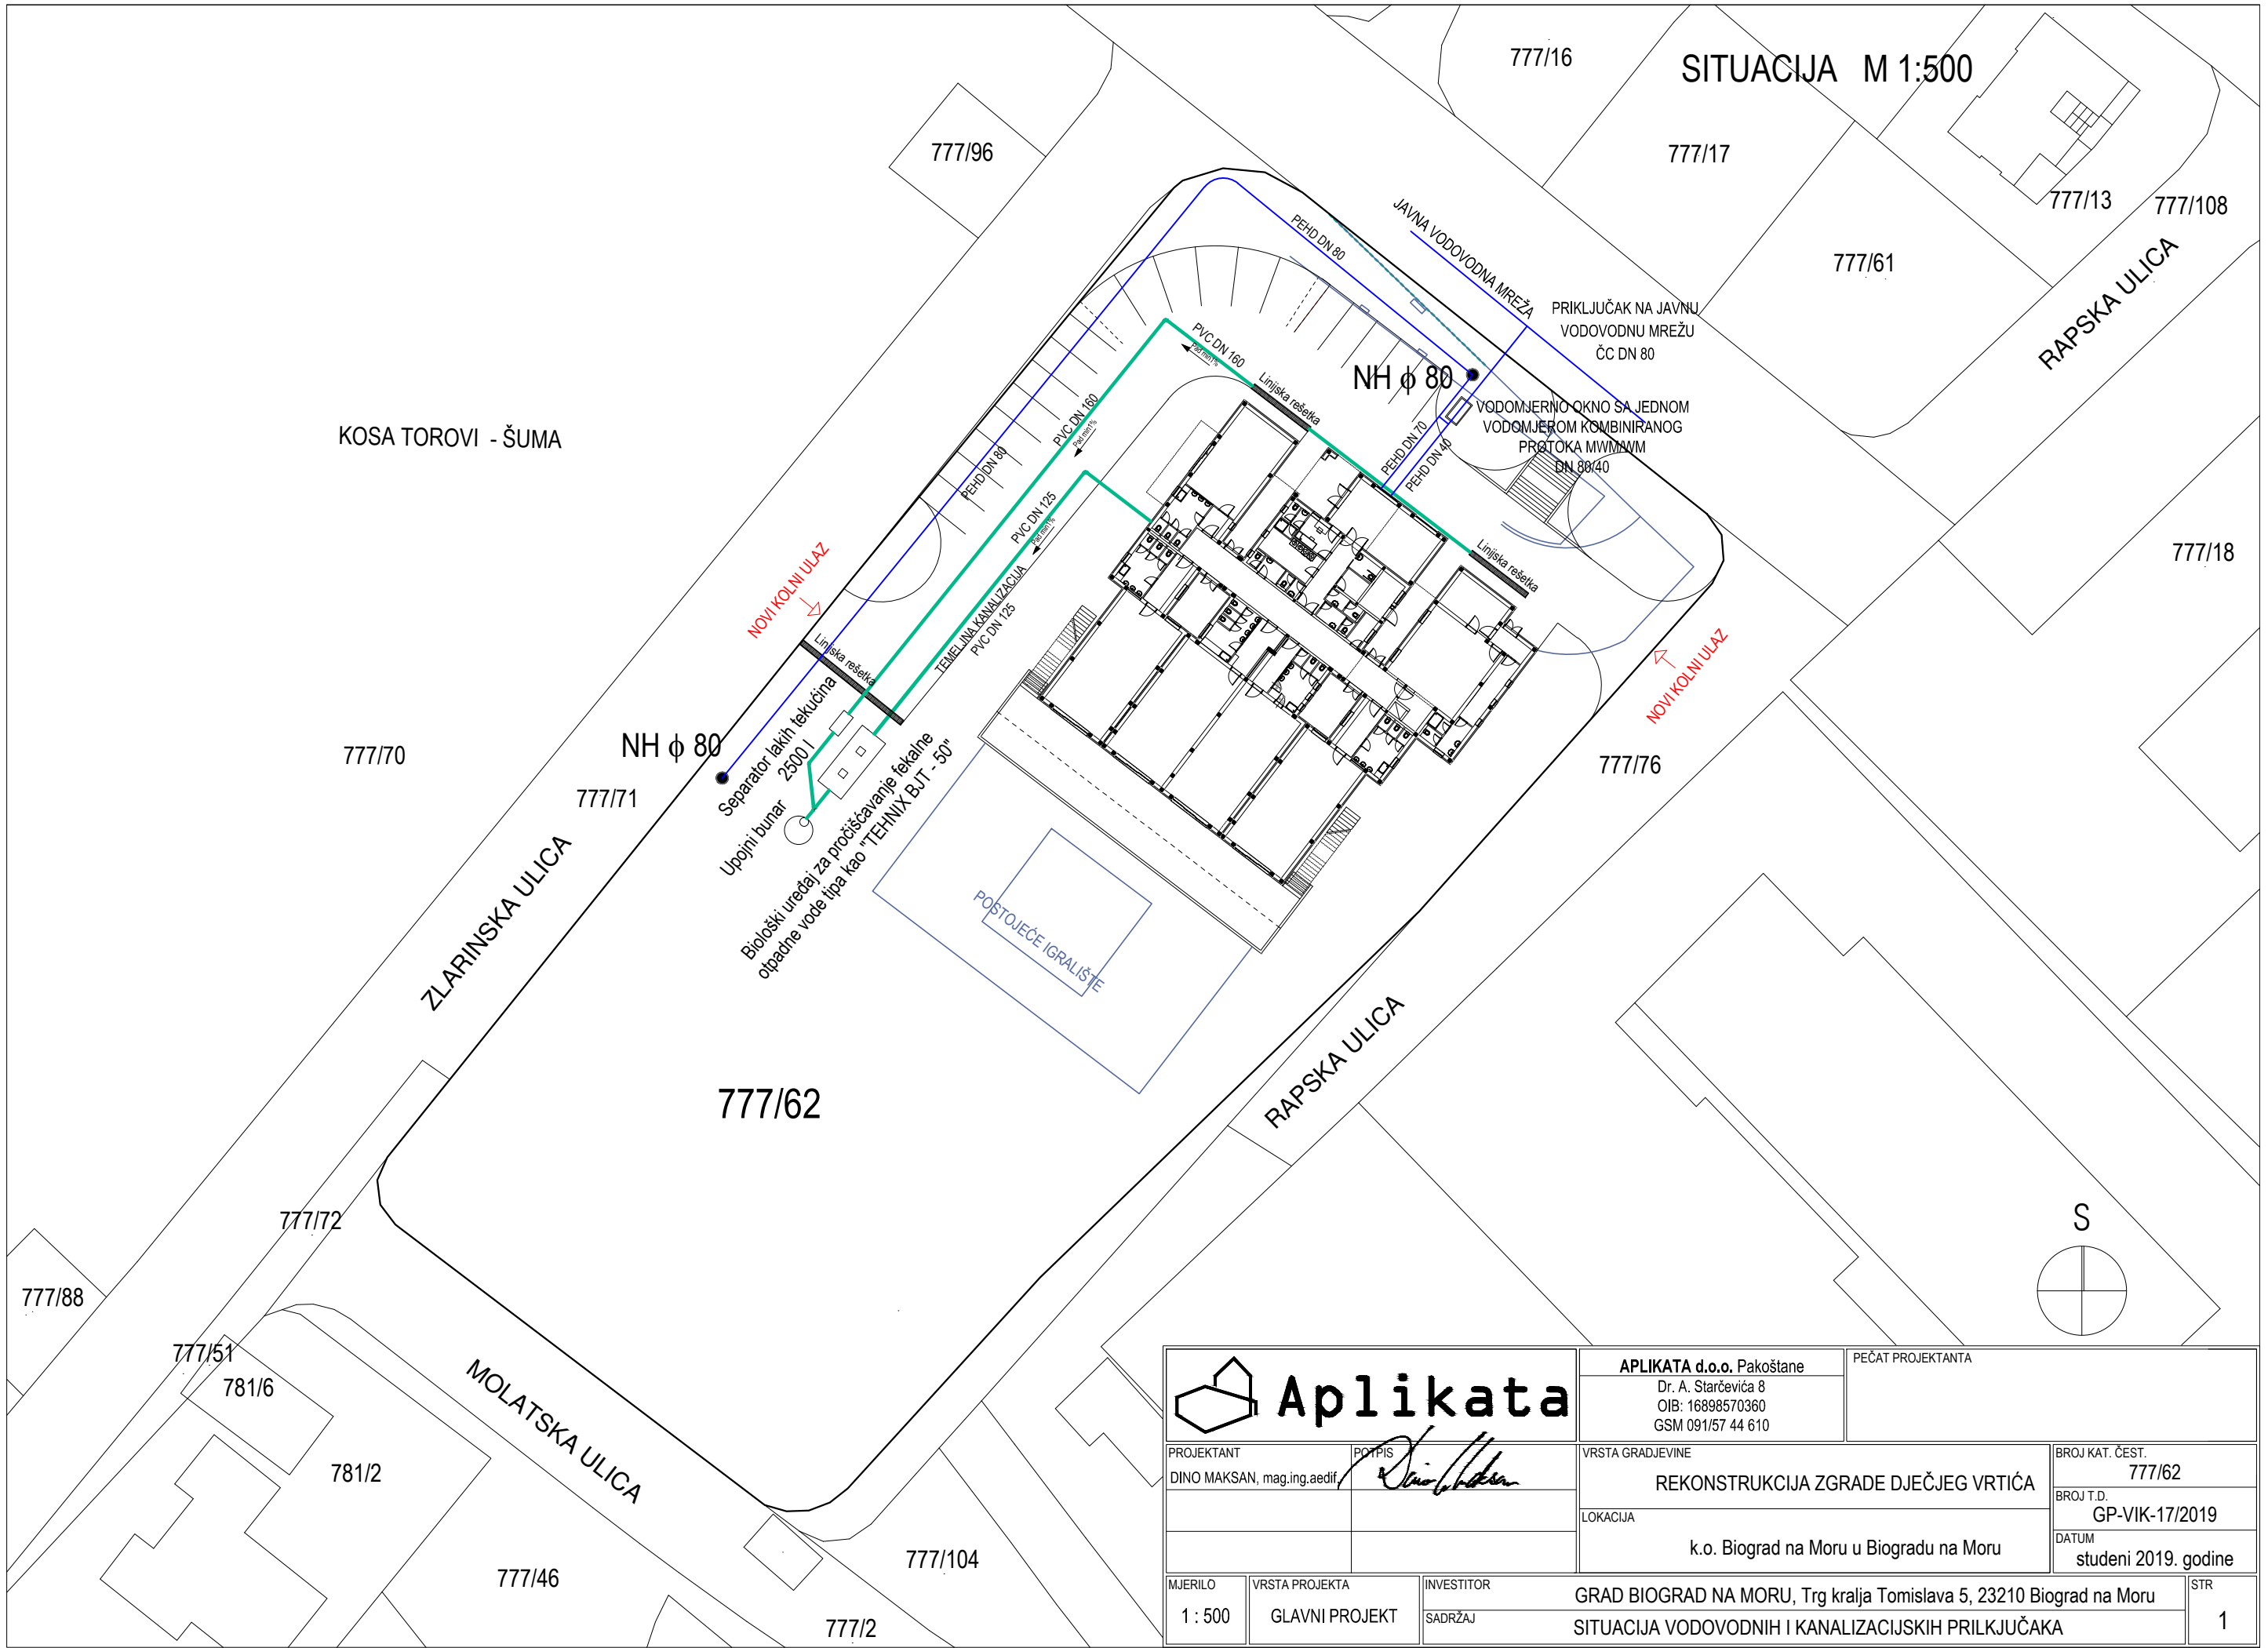 SITUACIJA M 1:500
777/16
777/17
777/96
777/13
777/108
777/61
RAPSKA ULICA
JAVNA VODOVODNA MREŽA
PEHD DN 80
PRIKLJUČAK NA JAVNU
VODOVODNU MREŽU
ČC DN 80
PVC DN 160
Pad min1%
NH ϕ 80
Linijska rešetka
VODOMJERNO OKNO SA JEDNOM
VODOMJEROM KOMBINIRANOG
PROTOKA MWM/WM
DN 80/40
KOSA TOROVI - ŠUMA
PVC DN 160
Pad min1%
PEHD DN 80
PEHD DN 70
PEHD DN 40
PVC DN 125
Pad min1%
Linijska rešetka
777/18
NOVI KOLNI ULAZ
TEMELJNA KANALIZACIJA
PVC DN 125
Linijska rešetka
NOVI KOLNI ULAZ
NH ϕ 80
777/70
777/71
777/76
Separator lakih tekućina
2500 l
Upojni bunar
Biološki uređaj za pročišćavanje fekalne
otpadne vode tipa kao "TEHNIX BJT - 50"
POSTOJEĆE IGRALIŠTE
ZLARINSKA ULICA
RAPSKA ULICA
777/62
777/72
S
777/88
777/51
781/6
781/2
MOLATSKA ULICA
777/46
777/104
777/2
Aplikata
APLIKATA d.o.o. Pakoštane
Dr. A. Starčevića 8
OIB: 16898570360
GSM 091/57 44 610
PEČAT PROJEKTANTA
PROJEKTANT
DINO MAKSAN, mag.ing.aedif.
POTPIS
VRSTA GRADJEVINE
REKONSTRUKCIJA ZGRADE DJEČJEG VRTIĆA
BROJ KAT. ČEST.
777/62
BROJ T.D.
GP-VIK-17/2019
LOKACIJA
k.o. Biograd na Moru u Biogradu na Moru
DATUM
studeni 2019. godine
MJERILO
1 : 500
VRSTA PROJEKTA
GLAVNI PROJEKT
INVESTITOR
GRAD BIOGRAD NA MORU, Trg kralja Tomislava 5, 23210 Biograd na Moru
SADRŽAJ
SITUACIJA VODOVODNIH I KANALIZACIJSKIH PRILKJUČAKA
STR
1